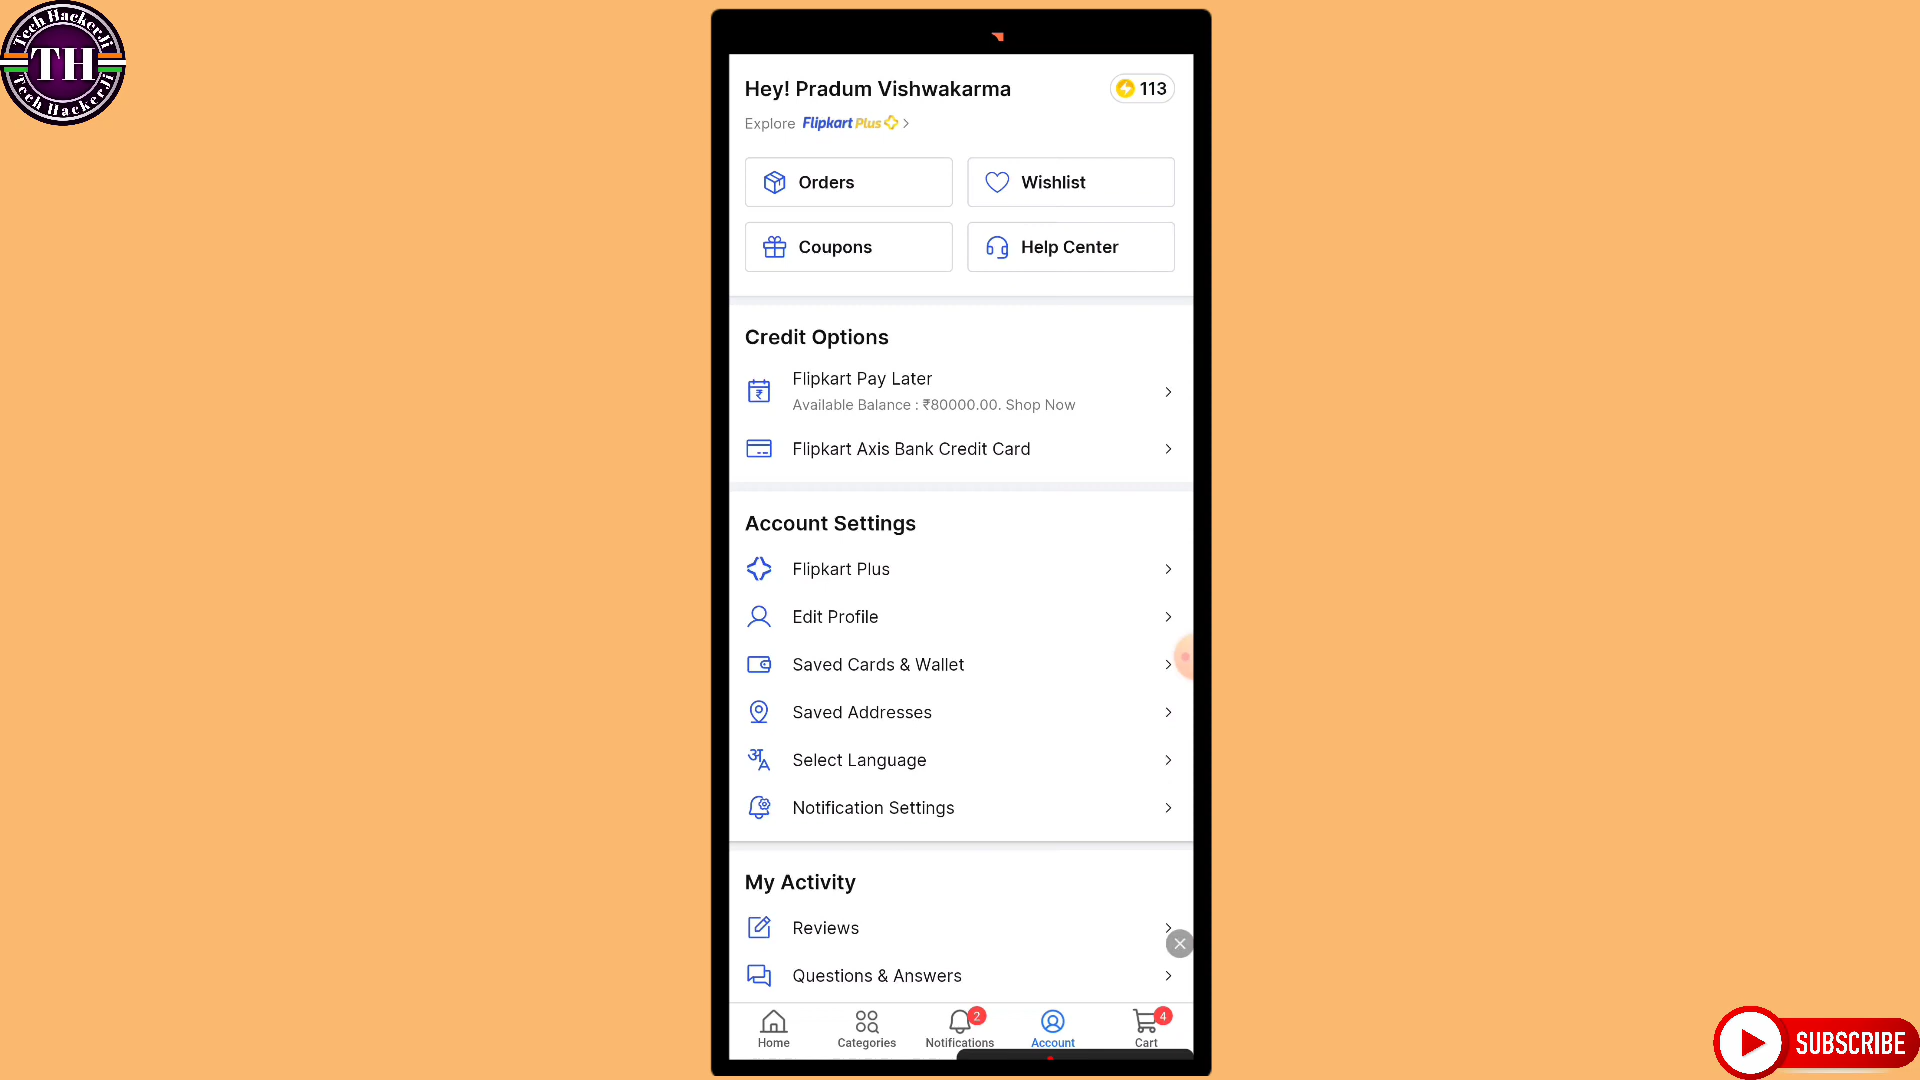 Tech HackerJi
TH
Tech HackerJi
Hey! Pradum Vishwakarma
113
Explore Flipkart Plus
Orders
Wishlist
Coupons
Help Center
Credit Options
Flipkart Pay Later
Available Balance : ₹80000.00. Shop Now
Flipkart Axis Bank Credit Card
Account Settings
Flipkart Plus
Edit Profile
Saved Cards & Wallet
Saved Addresses
अ A
Select Language
Notification Settings
My Activity
Reviews
Questions & Answers
2
4
Home
Categories
Notifications
Account
Cart
SUBSCRIBE